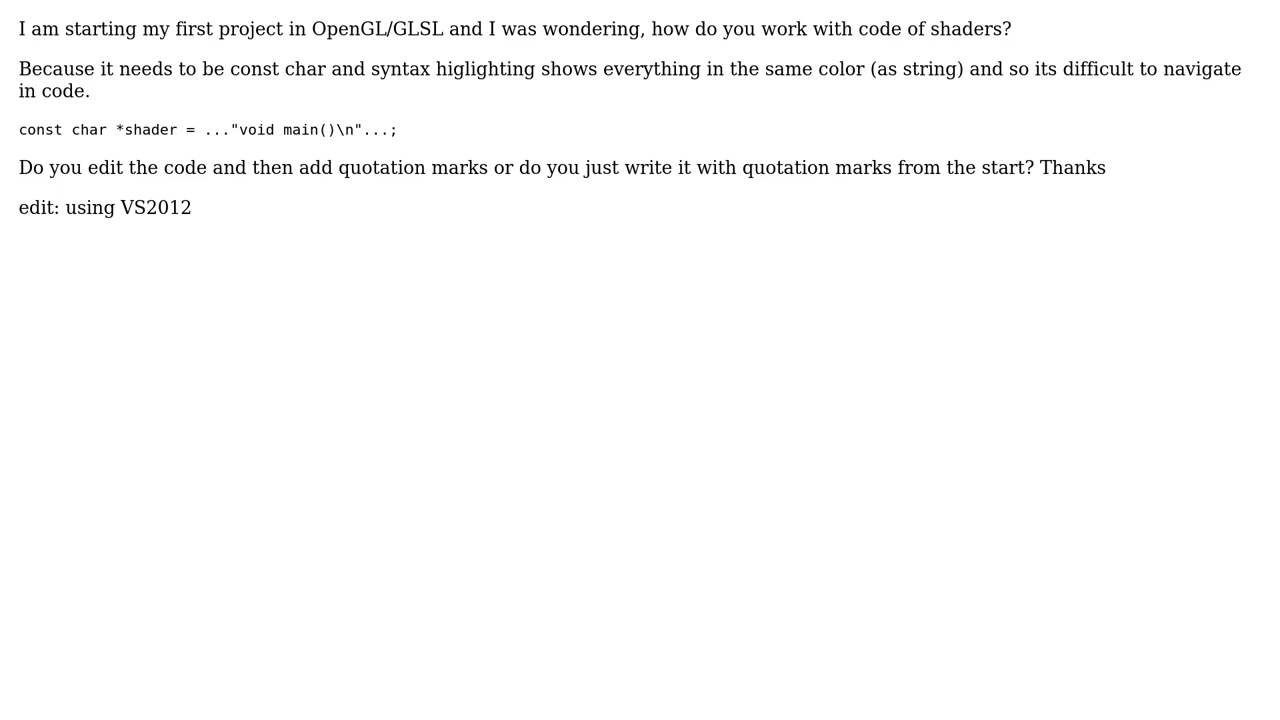 I am starting my first project in OpenGL/GLSL and I was wondering, how do you work with code of shaders?
Because it needs to be const char and syntax higlighting shows everything in the same color (as string) and so its difficult to navigate
in code.
const char *shader = ..."void main()\n"...;
Do you edit the code and then add quotation marks or do you just write it with quotation marks from the start? Thanks
edit: using VS2012